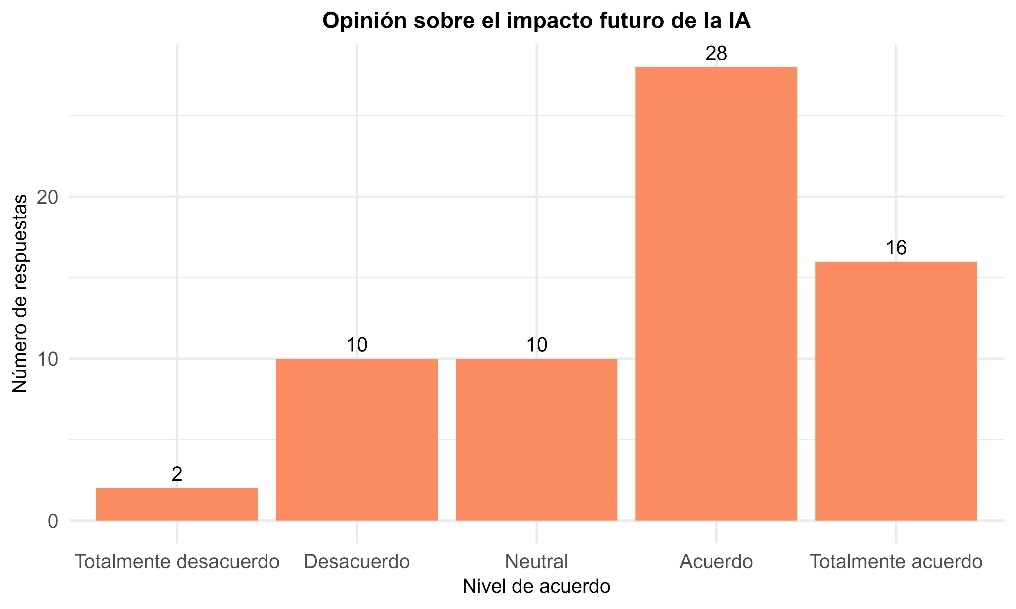 Opinión sobre el impacto futuro de la IA
28
16
10
10
2
Número de respuestas
20
10
0
Totalmente desacuerdo
Desacuerdo
Neutral
Acuerdo
Totalmente acuerdo
Nivel de acuerdo